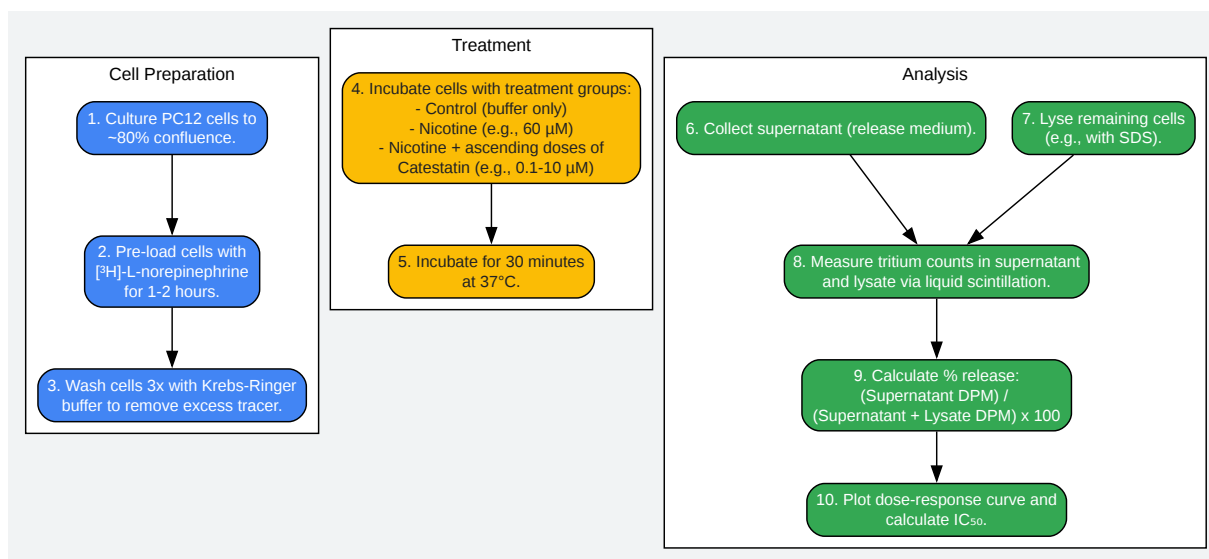 Cell Preparation
1. Culture PC12 cells to
~80% confluence.
2. Pre-load cells with
[³H]-L-norepinephrine
for 1-2 hours.
3. Wash cells 3x with Krebs-Ringer
buffer to remove excess tracer.
Treatment
4. Incubate cells with treatment groups:
- Control (buffer only)
- Nicotine (e.g., 60 µM)
- Nicotine + ascending doses of
Catestatin (e.g., 0.1-10 µM)
5. Incubate for 30 minutes
at 37°C.
Analysis
6. Collect supernatant (release medium).
7. Lyse remaining cells
(e.g., with SDS).
8. Measure tritium counts in supernatant
and lysate via liquid scintillation.
9. Calculate % release:
(Supernatant DPM) /
(Supernatant + Lysate DPM) x 100
10. Plot dose-response curve and
calculate IC₅₀.